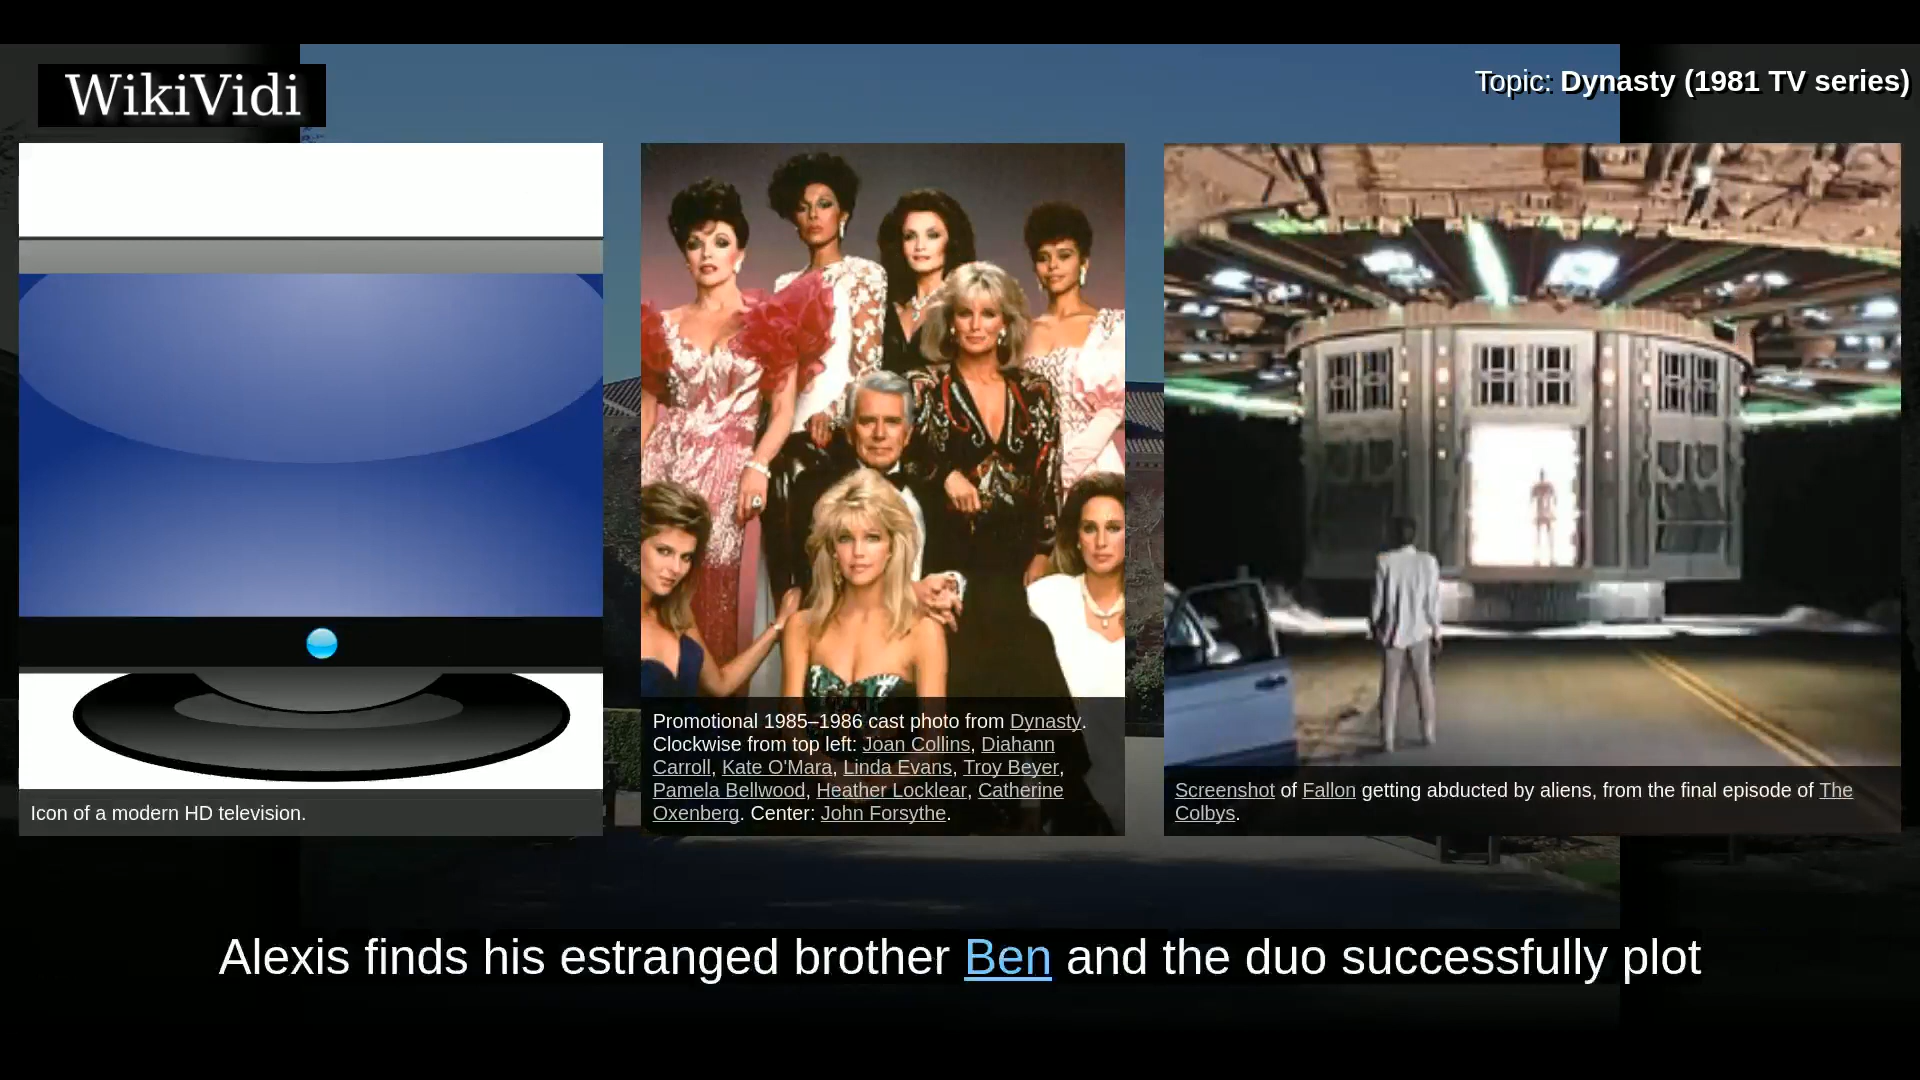 WikiVidi
Topic: Dynasty (1981 TV series)
Icon of a modern HD television.
Promotional 1985–1986 cast photo from Dynasty.
Clockwise from top left: Joan Collins, Diahann
Carroll, Kate O'Mara, Linda Evans, Troy Beyer,
Pamela Bellwood, Heather Locklear, Catherine
Oxenberg. Center: John Forsythe.
Screenshot of Fallon getting abducted by aliens, from the final episode of The
Colbys.
Alexis finds his estranged brother Ben and the duo successfully plot